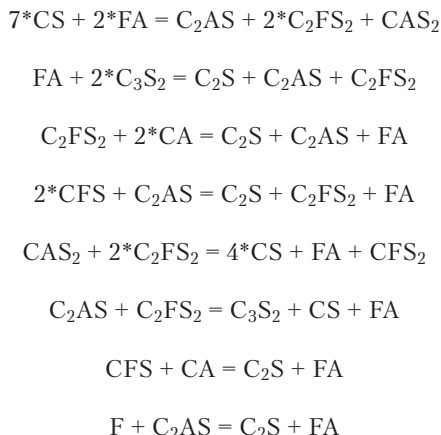 7*CS + 2*FA = C₂AS + 2*C₂FS₂ + CAS₂
FA + 2*C₃S₂ = C₂S + C₂AS + C₂FS₂
C₂FS₂ + 2*CA = C₂S + C₂AS + FA
2*CFS + C₂AS = C₂S + C₂FS₂ + FA
CAS₂ + 2*C₂FS₂ = 4*CS + FA + CFS₂
C₂AS + C₂FS₂ = C₃S₂ + CS + FA
CFS + CA = C₂S + FA
F + C₂AS = C₂S + FA